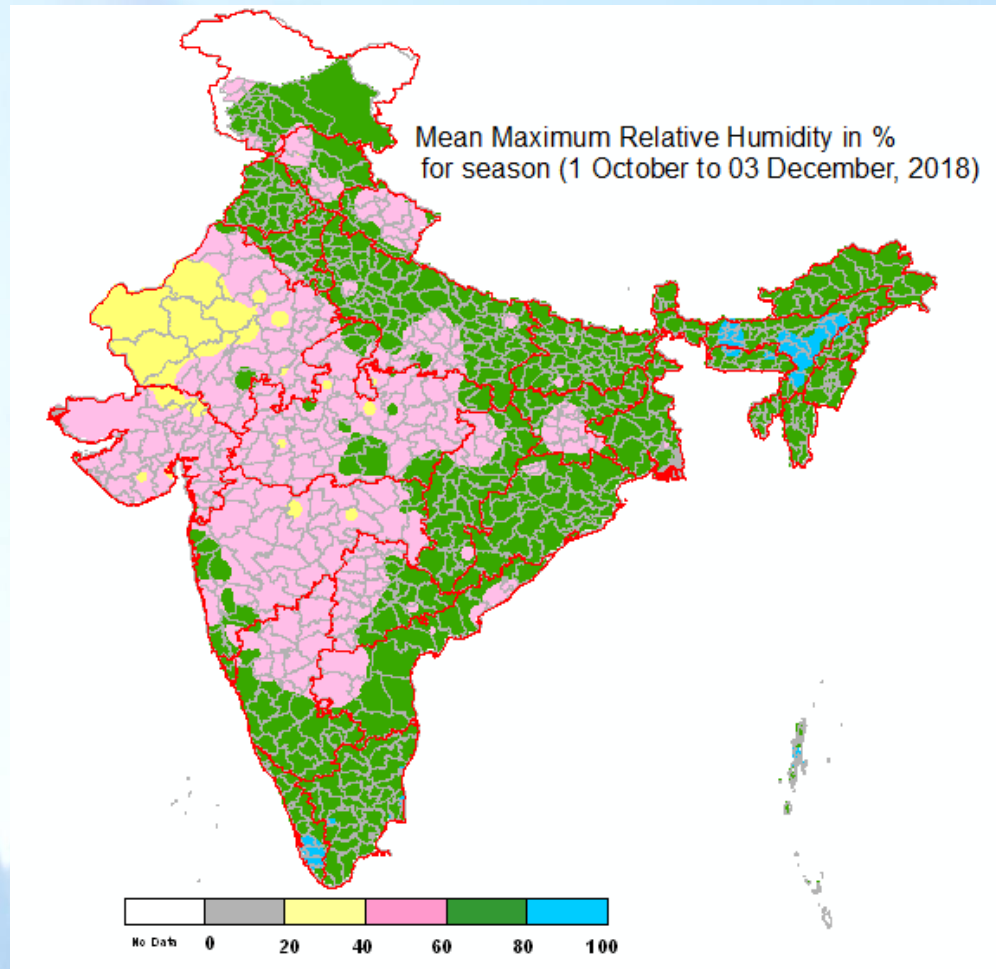 Mean Maximum Relative Humidity in %
for season (1 October to 03 December, 2018)
No Data 0 20 40 60 80 100